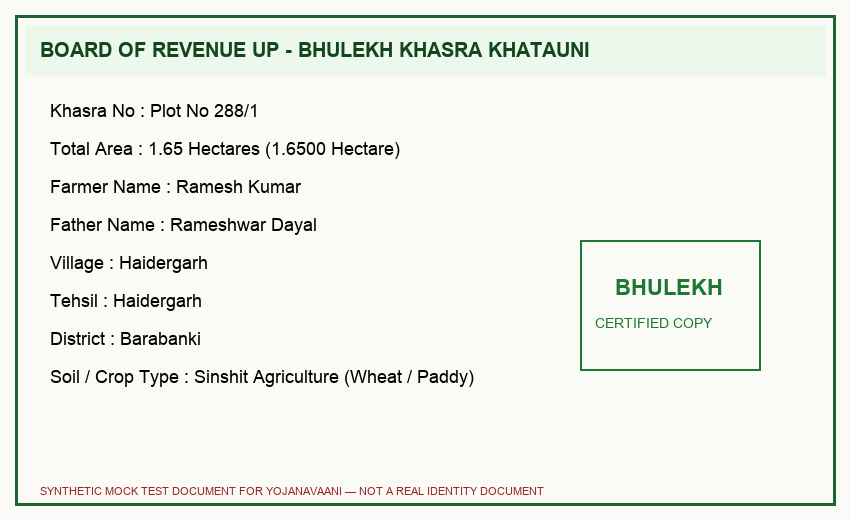 BOARD OF REVENUE UP - BHULEKH KHASRA KHATAUNI
Khasra No : Plot No 288/1
Total Area : 1.65 Hectares (1.6500 Hectare)
Farmer Name : Ramesh Kumar
Father Name : Rameshwar Dayal
Village : Haidergarh
Tehsil : Haidergarh
District : Barabanki
Soil / Crop Type : Sinshit Agriculture (Wheat / Paddy)
BHULEKH
CERTIFIED COPY
SYNTHETIC MOCK TEST DOCUMENT FOR YOJANAVAANI — NOT A REAL IDENTITY DOCUMENT